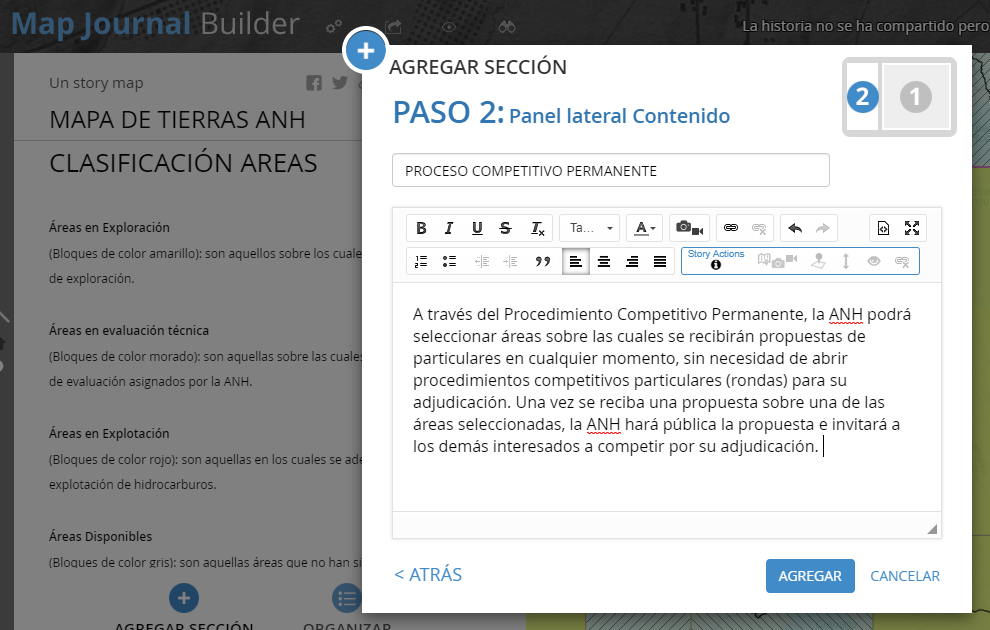 Map Journal Builder
La historia no se ha compartido pero
Un story map
MAPA DE TIERRAS ANH
CLASIFICACIÓN AREAS
Áreas en Exploración
(Bloques de color amarillo): son aquellos sobre los cuale
de exploración.
Áreas en evaluación técnica
(Bloques de color morado): son aquellas sobre las cuales
de evaluación asignados por la ANH.
Áreas en Explotación
(Bloques de color rojo): son aquellas en los cuales se ade
explotación de hidrocarburos.
Áreas Disponibles
(Bloques de color gris): son aquellas áreas que no han si
AGREGAR SECCIÓN
ORGANIZAR
AGREGAR SECCIÓN
PASO 2: Panel lateral Contenido
2 1
PROCESO COMPETITIVO PERMANENTE
B I U S Ix Ta... A
Story Actions
A través del Procedimiento Competitivo Permanente, la ANH podrá
seleccionar áreas sobre las cuales se recibirán propuestas de
particulares en cualquier momento, sin necesidad de abrir
procedimientos competitivos particulares (rondas) para su
adjudicación. Una vez se reciba una propuesta sobre una de las
áreas seleccionadas, la ANH hará pública la propuesta e invitará a
los demás interesados a competir por su adjudicación.
< ATRÁS
AGREGAR
CANCELAR